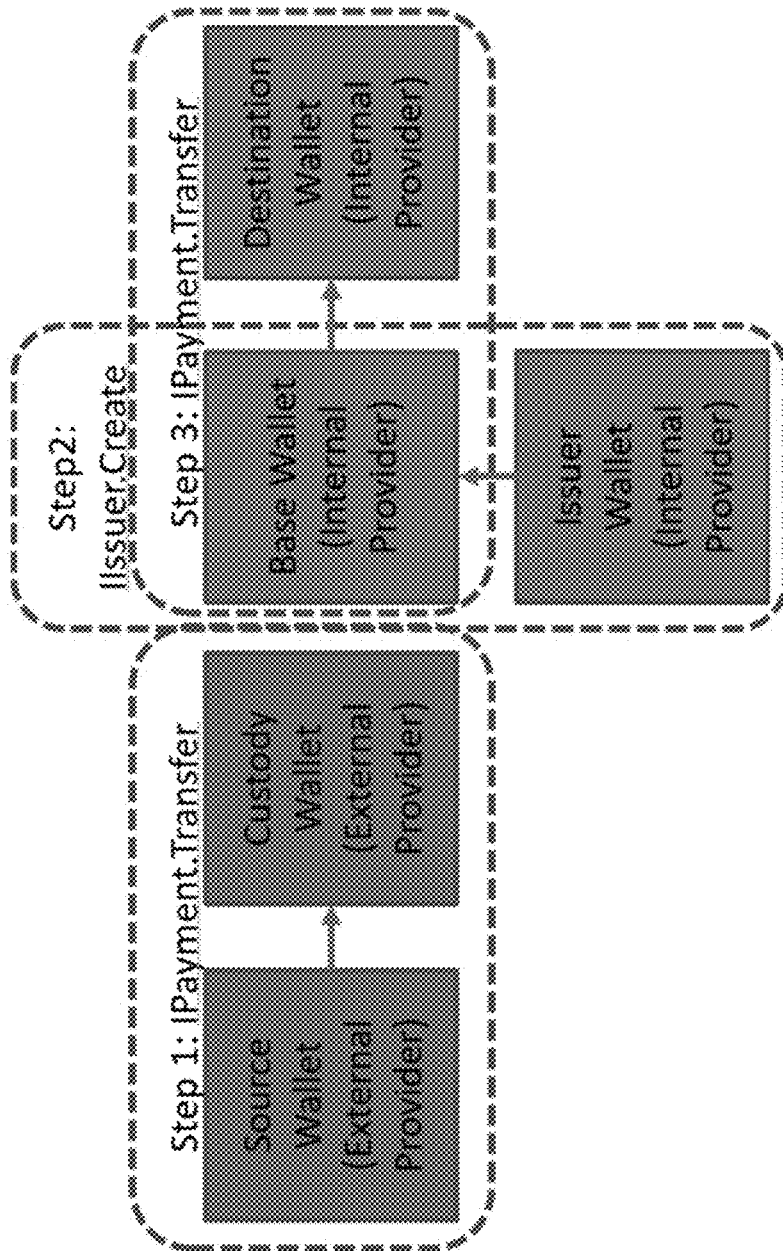 Step 1: IPayment.Transfer
Source
Wallet
(External
Provider)
Custody
Wallet
(External
Provider)
Step2:
IIssuer.Create
Step 3: IPayment.Transfer
Base Wallet
(Internal
Provider)
Destination
Wallet
(Internal
Provider)
Issuer
Wallet
(Internal
Provider)